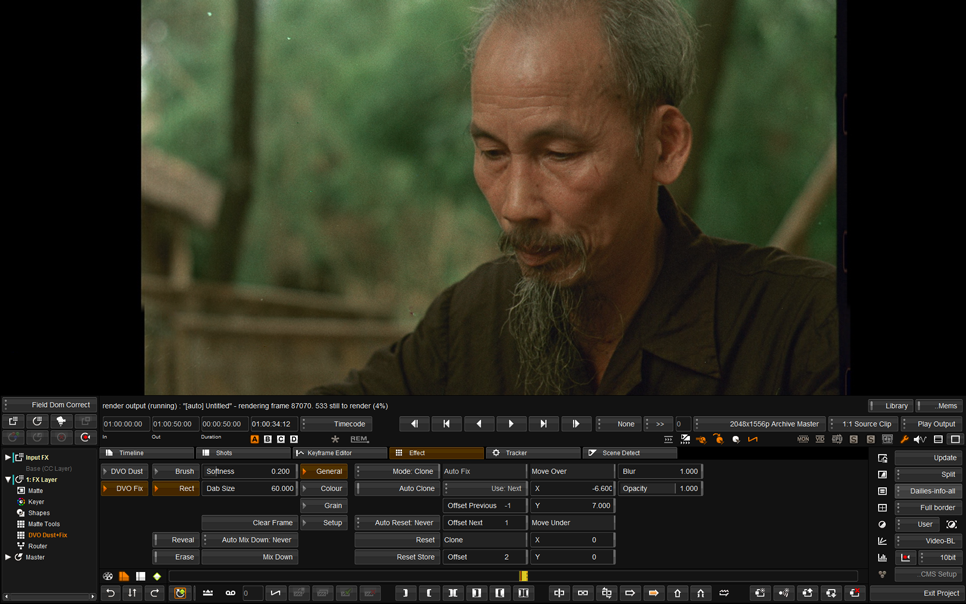 Field Dom Correct
render output (running) : "[auto] Untitled" - rendering frame 87070. 533 still to render (4%)
Library ...Mems
01:00:00:00 01:00:50:00 00:00:50:00 01:00:34:12 Timecode None >> 0 2048x1556p Archive Master 1:1 Source Clip Play Output
In Out Duration A B C D REM
Timeline Shots Keyframe Editor Effect Tracker Scene Detect
Input FX
Base (CC Layer)
1: FX Layer
Matte
Keyer
Shapes
Matte Tools
DVO Dust+Fix
Router
Master
DVO Dust Brush Softness 0.200 General Mode: Clone Auto Fix Move Over Blur 1.000
DVO Fix Rect Dab Size 60.000 Colour Auto Clone Use: Next X -6.600 Opacity 1.000
Grain Offset Previous -1 Y 7.000
Clear Frame Setup Auto Reset: Never Offset Next 1 Move Under
Reveal Auto Mix Down: Never Reset Clone X 0
Erase Mix Down Reset Store Offset 2 Y 0
Update
Split
Dailies-info-all
Full border
User
Video-BL
10bit
..CMS Setup
0
Exit Project